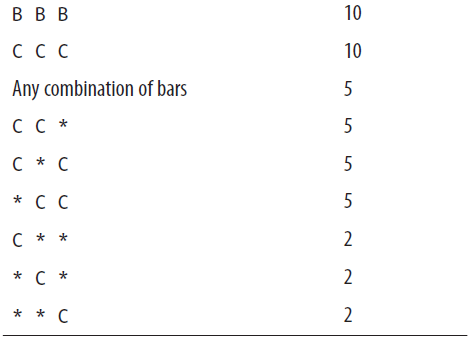 B B B 10
C C C 10
Any combination of bars 5
C C * 5
C * C 5
* C C 5
C * * 2
* C * 2
* * C 2